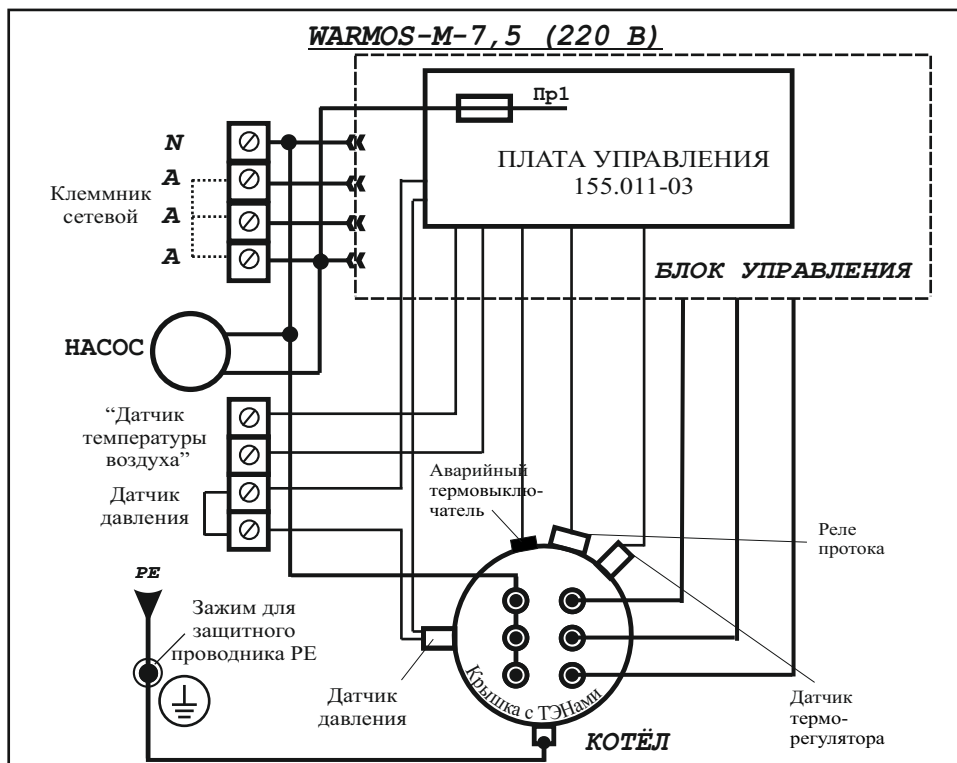 WARMOS-M-7,5 (220 В)
Пр1
ПЛАТА УПРАВЛЕНИЯ
155.011-03
N
A
A
A
Клеммник
сетевой
БЛОК УПРАВЛЕНИЯ
НАСОС
“Датчик
температуры
воздуха”
Датчик
давления
Аварийный
термовыклю-
чатель
Реле
протока
PE
Зажим для
защитного
проводника PE
Датчик
давления
Крышка с ТЭНами
КОТЁЛ
Датчик
термо-
регулятора